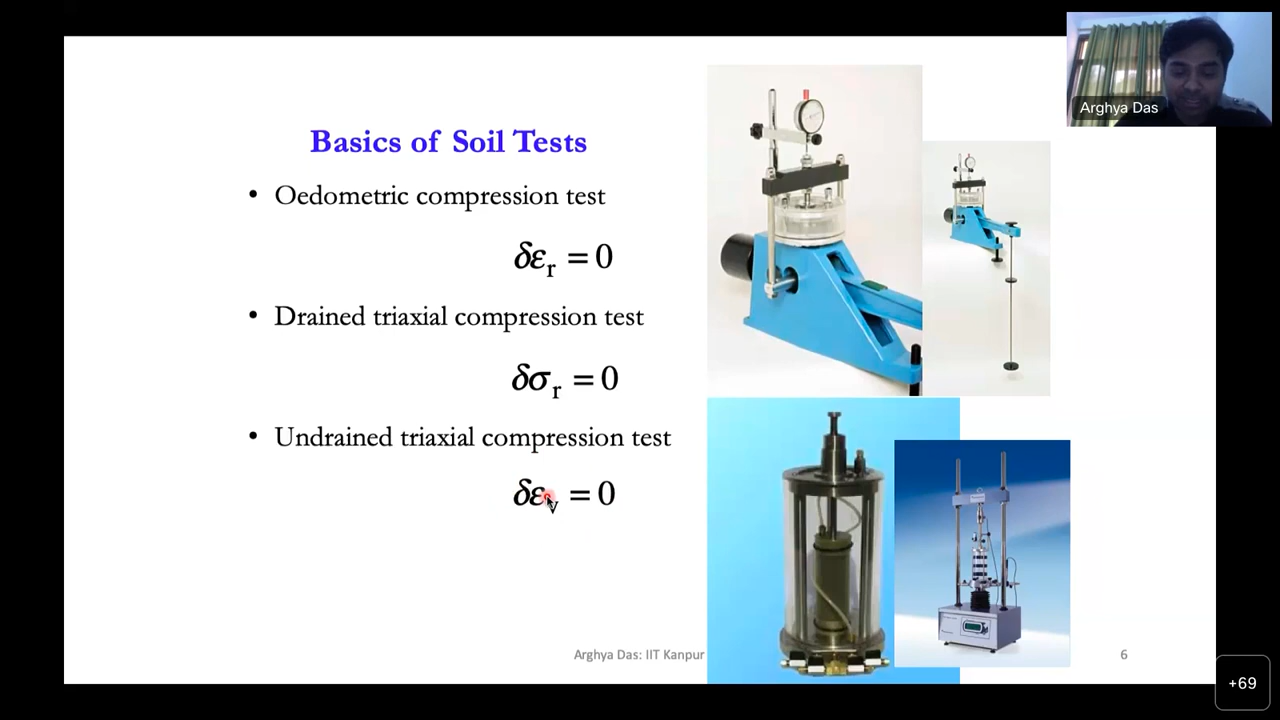 Arghya Das
Basics of Soil Tests
• Oedometric compression test
δεr = 0
• Drained triaxial compression test
δσr = 0
• Undrained triaxial compression test
δεv = 0
Arghya Das: IIT Kanpur
6
+69